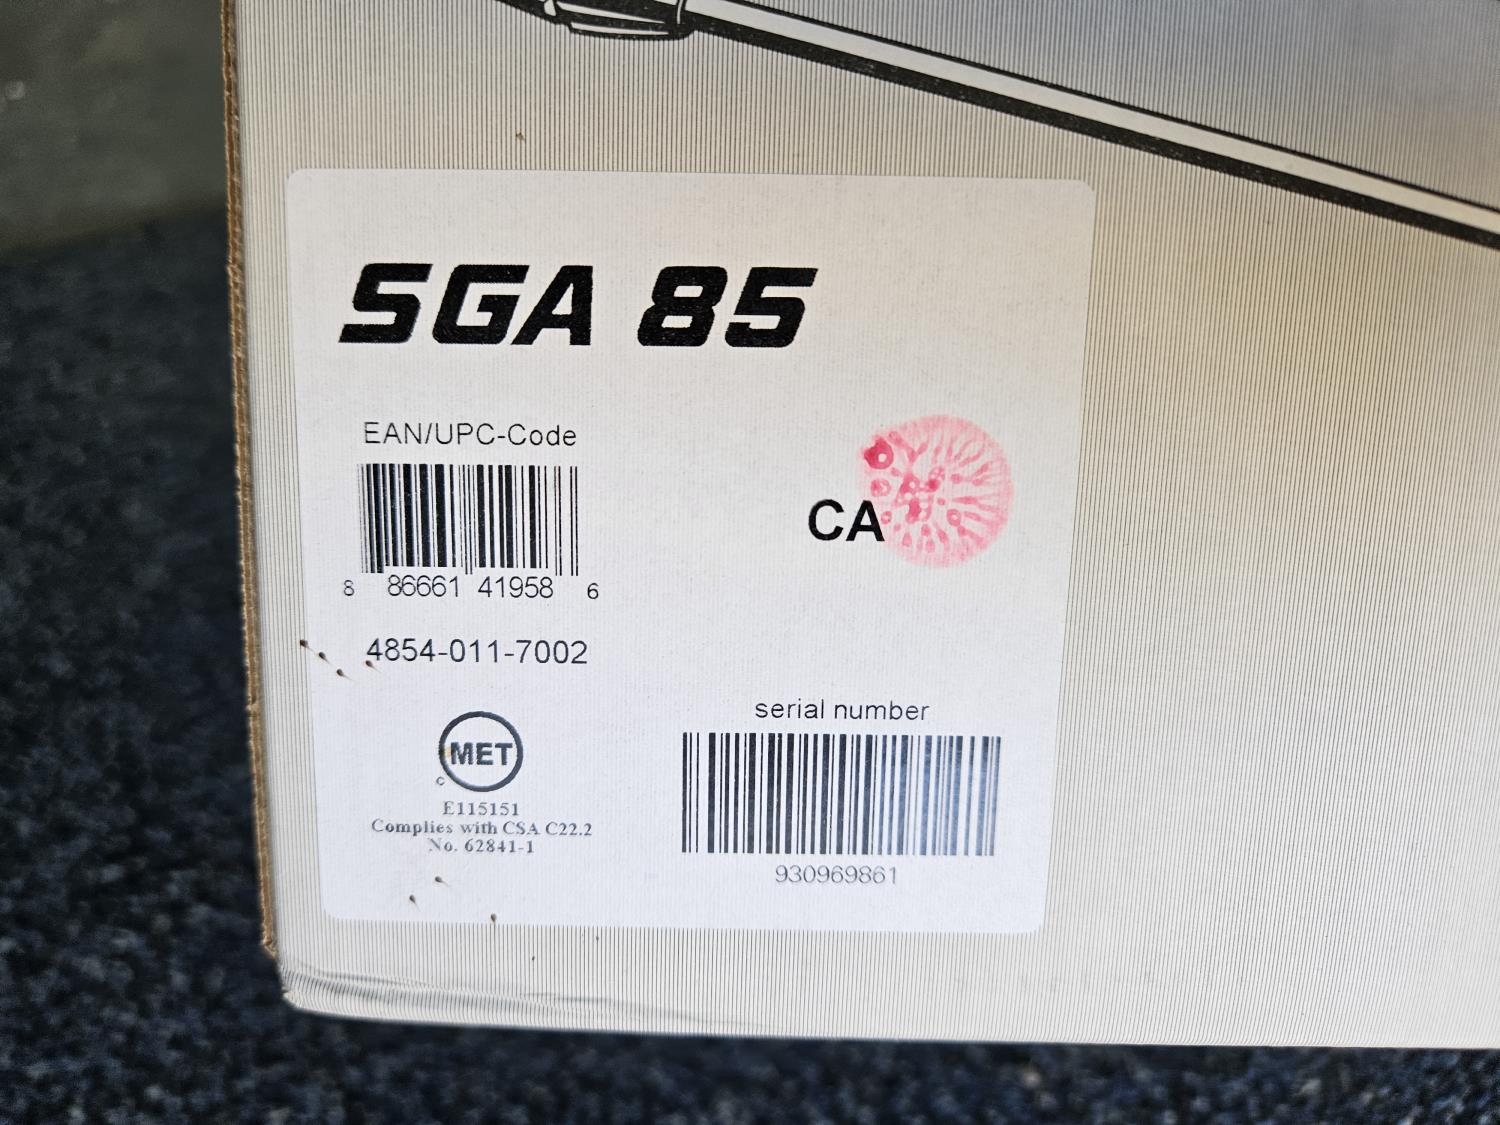 SGA 85
EAN/UPC-Code
8 86661 41958 6
CA
4854-011-7002
serial number
c MET
E115151
Complies with CSA C22.2
No. 62841-1
930969861